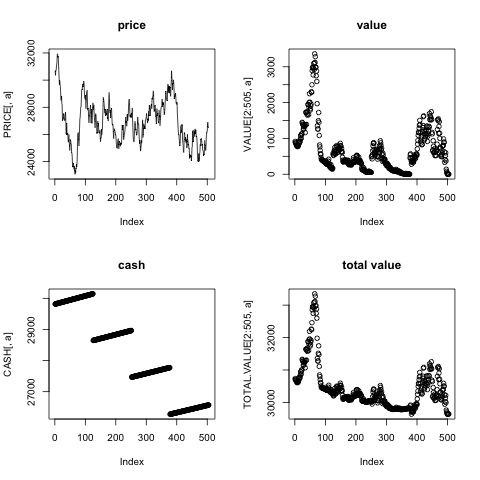 price
PRICE[, a]
32000
28000
24000
0 100 200 300 400 500
Index
value
VALUE[2:505, a]
3000
2000
1000
0
0 100 200 300 400 500
Index
cash
CASH[, a]
29000
27000
0 100 200 300 400 500
Index
total value
TOTAL.VALUE[2:505, a]
32000
30000
0 100 200 300 400 500
Index